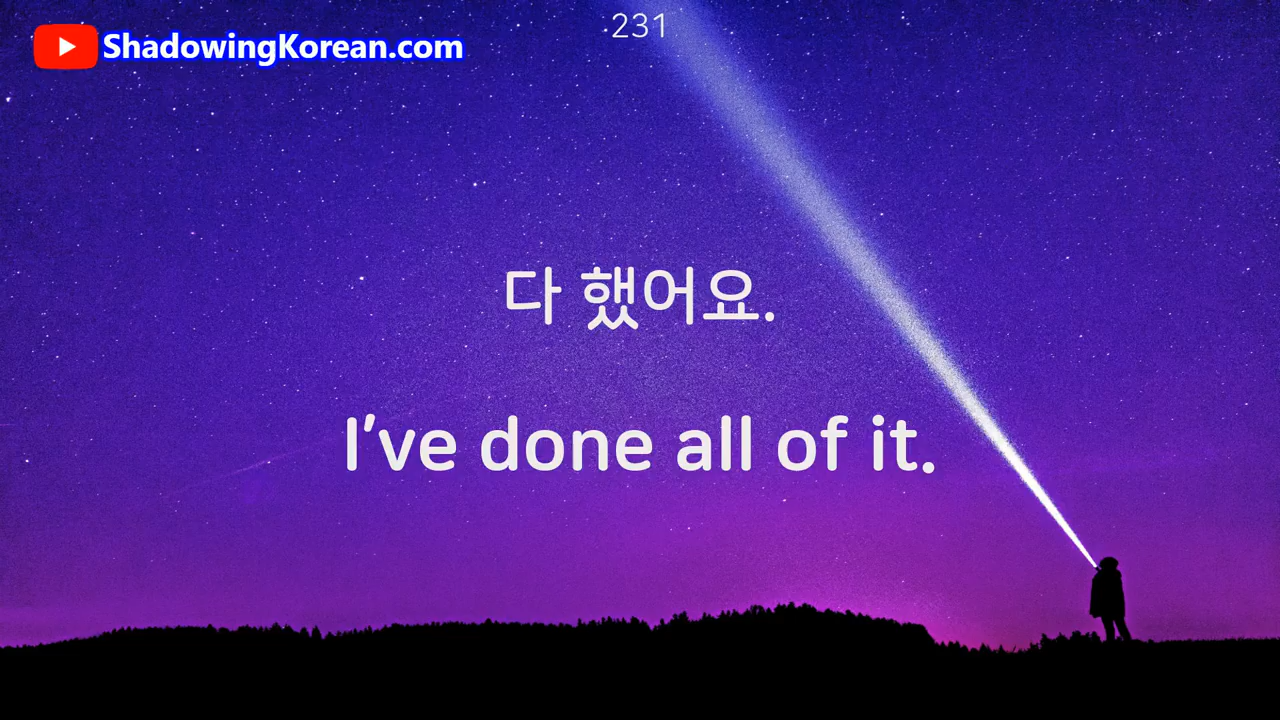 231
ShadowingKorean.com
다 했어요.
I've done all of it.